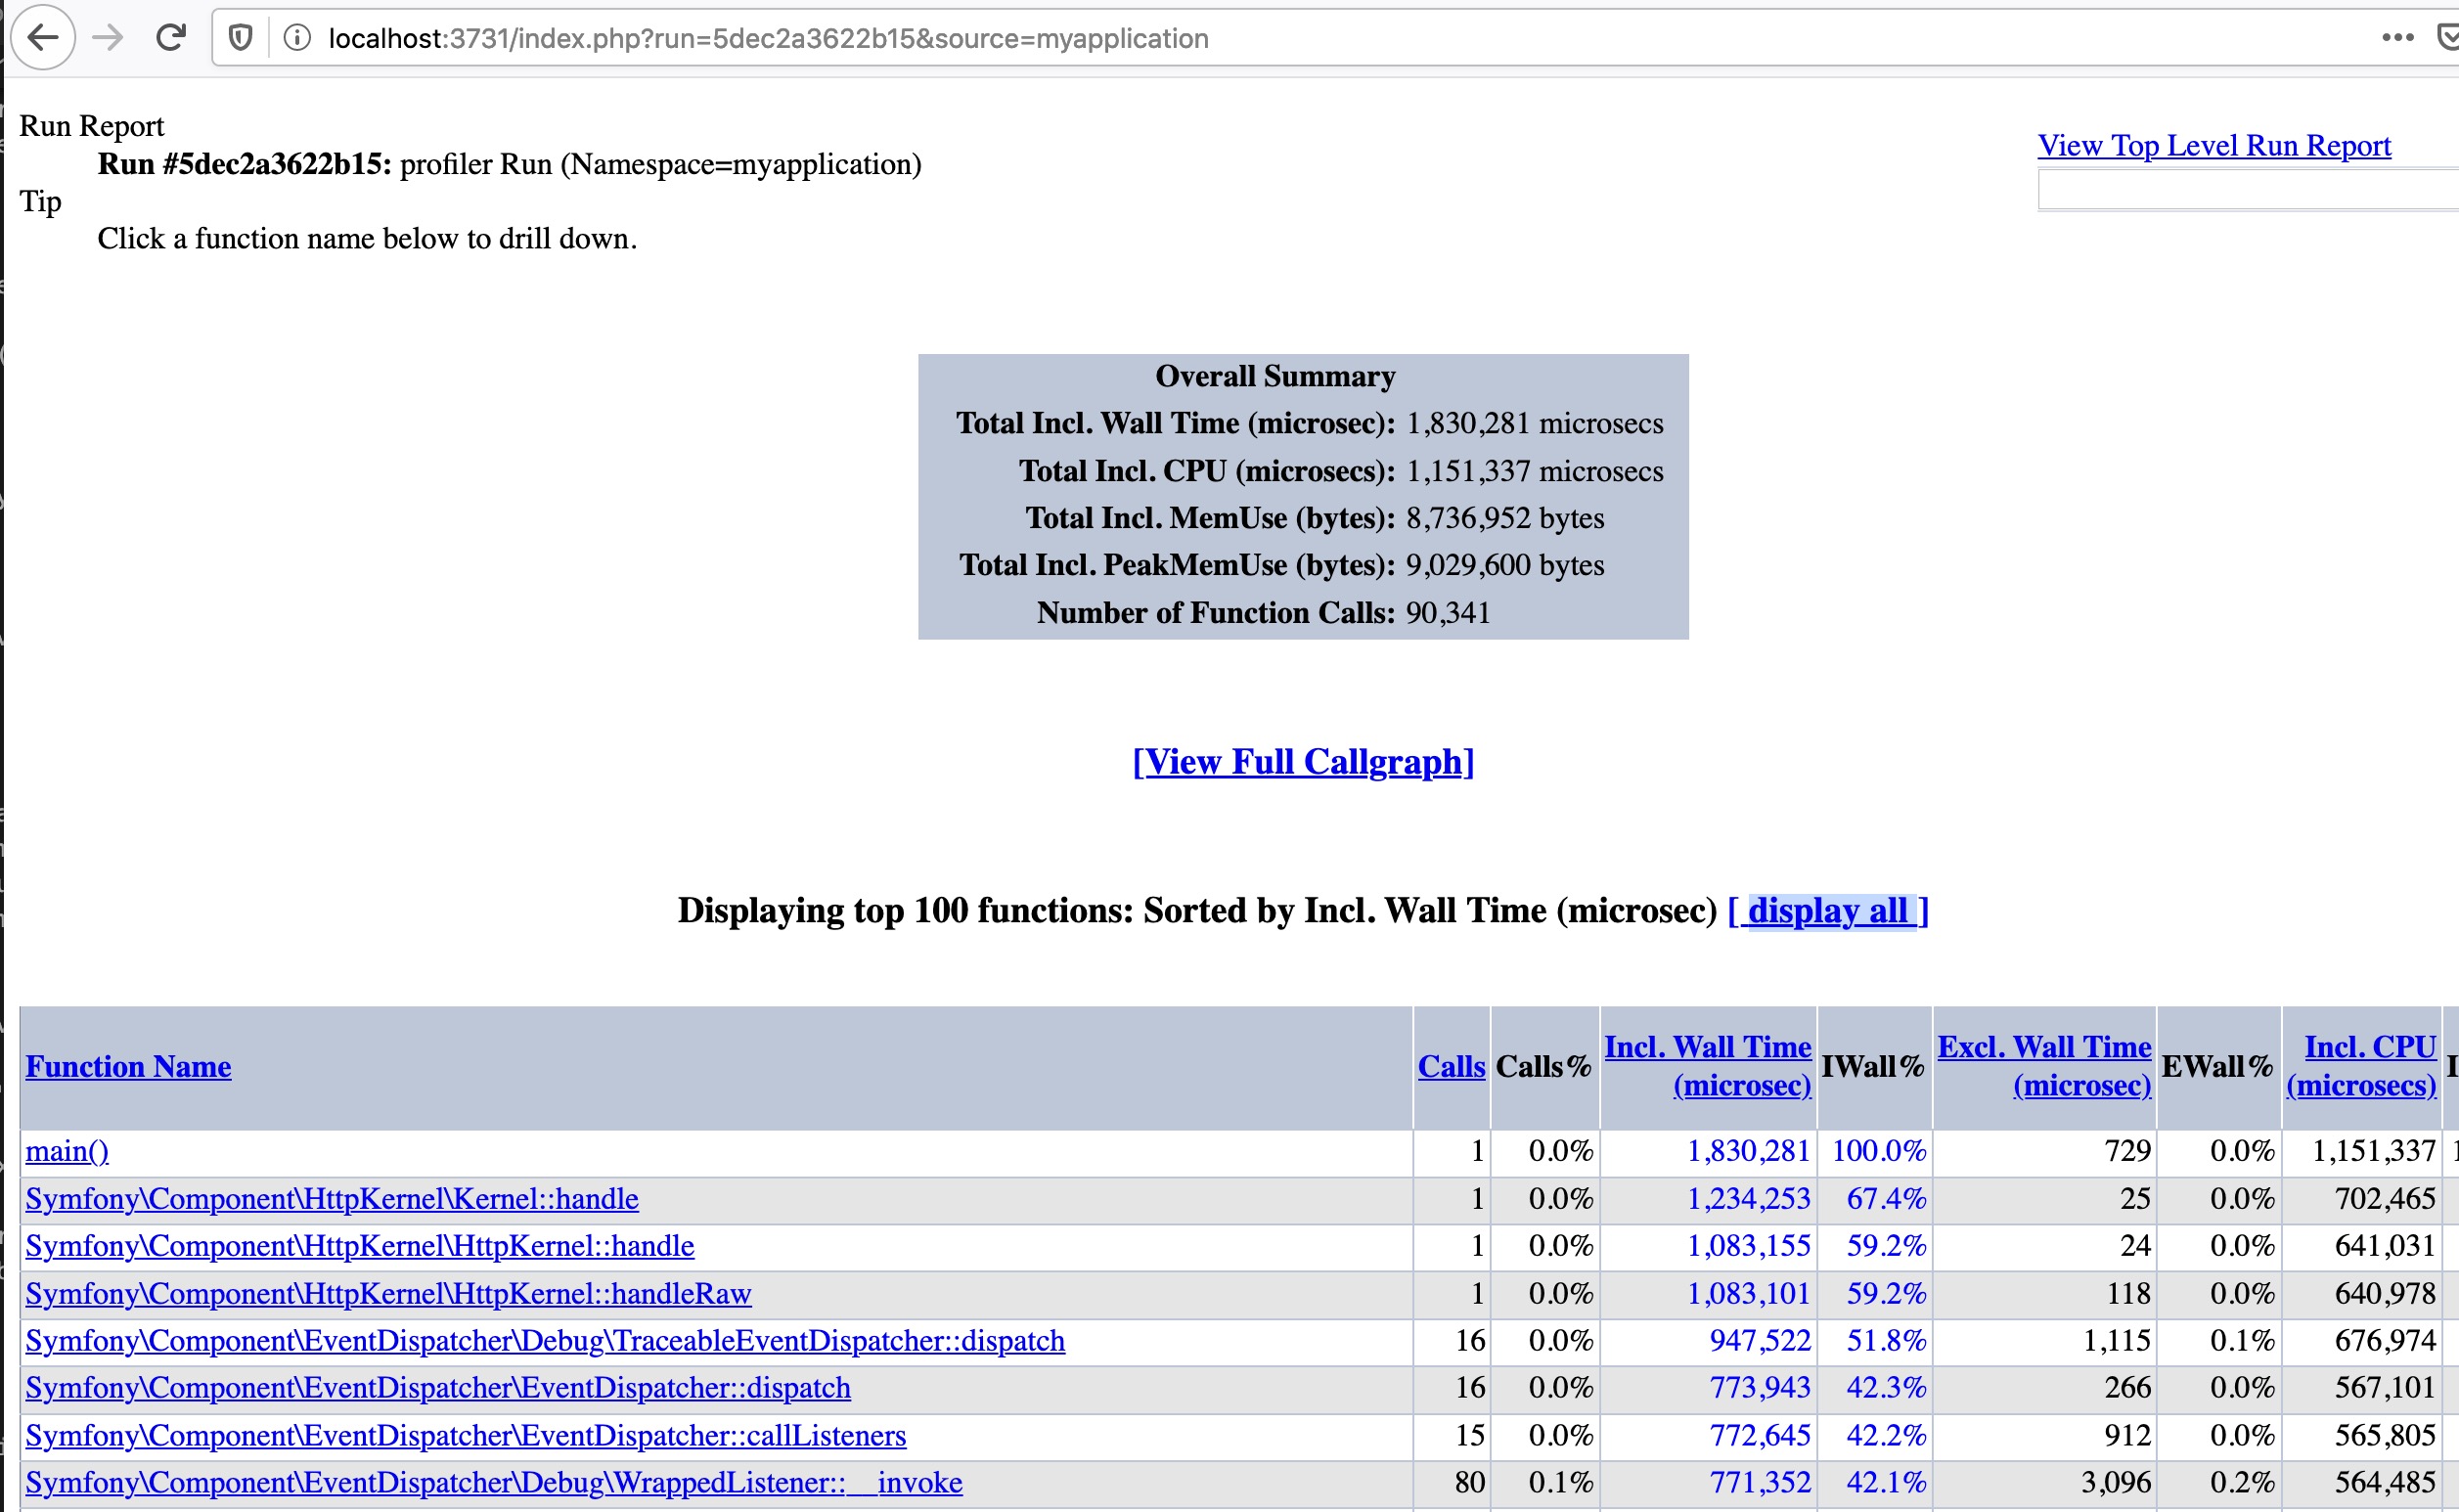 localhost:3731/index.php?run=5dec2a3622b15&source=myapplication
Run Report
Run #5dec2a3622b15: profiler Run (Namespace=myapplication)
View Top Level Run Report
Tip
Click a function name below to drill down.
Overall Summary
Total Incl. Wall Time (microsec): 1,830,281 microsecs
Total Incl. CPU (microsecs): 1,151,337 microsecs
Total Incl. MemUse (bytes): 8,736,952 bytes
Total Incl. PeakMemUse (bytes): 9,029,600 bytes
Number of Function Calls: 90,341
[View Full Callgraph]
Displaying top 100 functions: Sorted by Incl. Wall Time (microsec) [ display all ]
Function Name Calls Calls% Incl. Wall Time (microsec) IWall% Excl. Wall Time (microsec) EWall% Incl. CPU (microsecs)
main() 1 0.0% 1,830,281 100.0% 729 0.0% 1,151,337
Symfony\Component\HttpKernel\Kernel::handle 1 0.0% 1,234,253 67.4% 25 0.0% 702,465
Symfony\Component\HttpKernel\HttpKernel::handle 1 0.0% 1,083,155 59.2% 24 0.0% 641,031
Symfony\Component\HttpKernel\HttpKernel::handleRaw 1 0.0% 1,083,101 59.2% 118 0.0% 640,978
Symfony\Component\EventDispatcher\Debug\TraceableEventDispatcher::dispatch 16 0.0% 947,522 51.8% 1,115 0.1% 676,974
Symfony\Component\EventDispatcher\EventDispatcher::dispatch 16 0.0% 773,943 42.3% 266 0.0% 567,101
Symfony\Component\EventDispatcher\EventDispatcher::callListeners 15 0.0% 772,645 42.2% 912 0.0% 565,805
Symfony\Component\EventDispatcher\Debug\WrappedListener::__invoke 80 0.1% 771,352 42.1% 3,096 0.2% 564,485